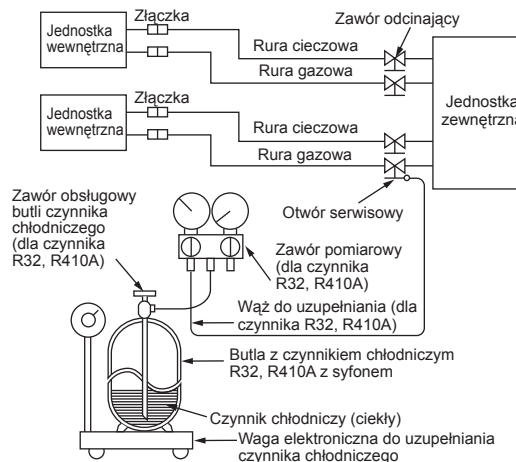 Jednostka
wewnętrzna
Złączka
Rura cieczowa
Rura gazowa
Zawór odcinający
Jednostka
zewnętrzna
Jednostka
wewnętrzna
Złączka
Rura cieczowa
Rura gazowa
Otwór serwisowy
Zawór obsługowy
butli czynnika
chłodniczego
(dla czynnika
R32, R410A)
Zawór pomiarowy
(dla czynnika
R32, R410A)
Wąż do uzupełniania (dla
czynnika R32, R410A)
Butla z czynnikiem chłodniczym
R32, R410A z syfonem
Czynnik chłodniczy (ciekły)
Waga elektroniczna do uzupełniania
czynnika chłodniczego